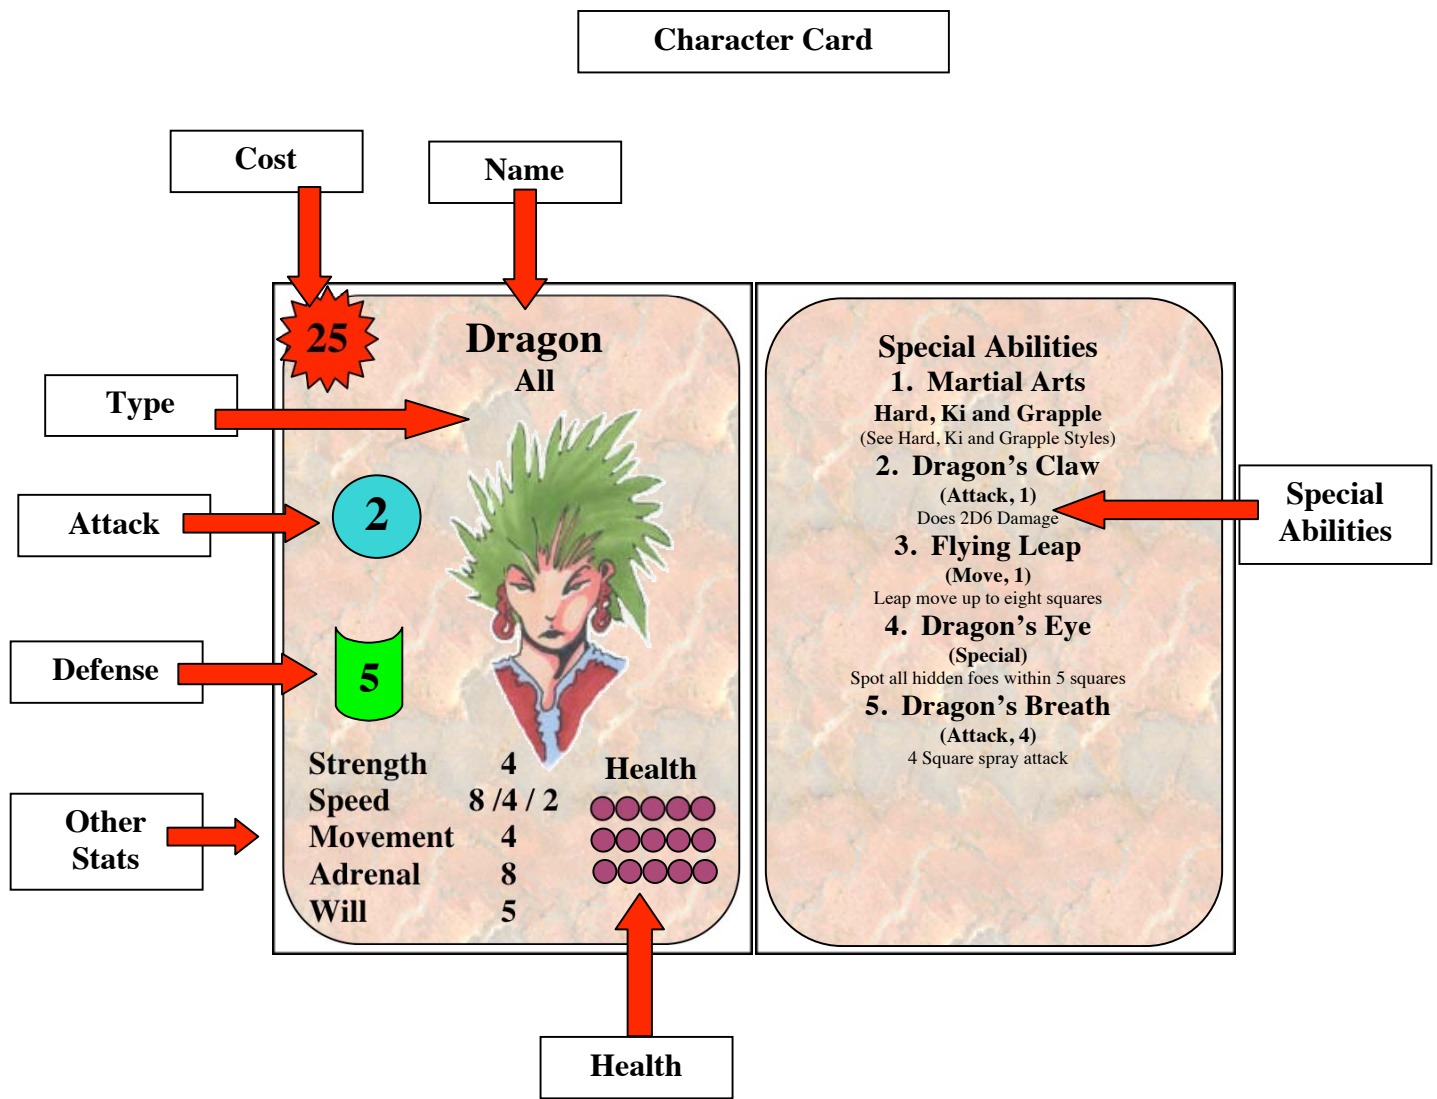 Character Card
Cost
Name
25
Dragon
All
Type
Attack
2
Defense
5
Other
Stats
Strength 4
Speed 8 /4 / 2
Movement 4
Adrenal 8
Will 5
Health
Health
Special Abilities
1. Martial Arts
Hard, Ki and Grapple
(See Hard, Ki and Grapple Styles)
2. Dragon's Claw
(Attack, 1)
Does 2D6 Damage
3. Flying Leap
(Move, 1)
Leap move up to eight squares
4. Dragon's Eye
(Special)
Spot all hidden foes within 5 squares
5. Dragon's Breath
(Attack, 4)
4 Square spray attack
Special
Abilities